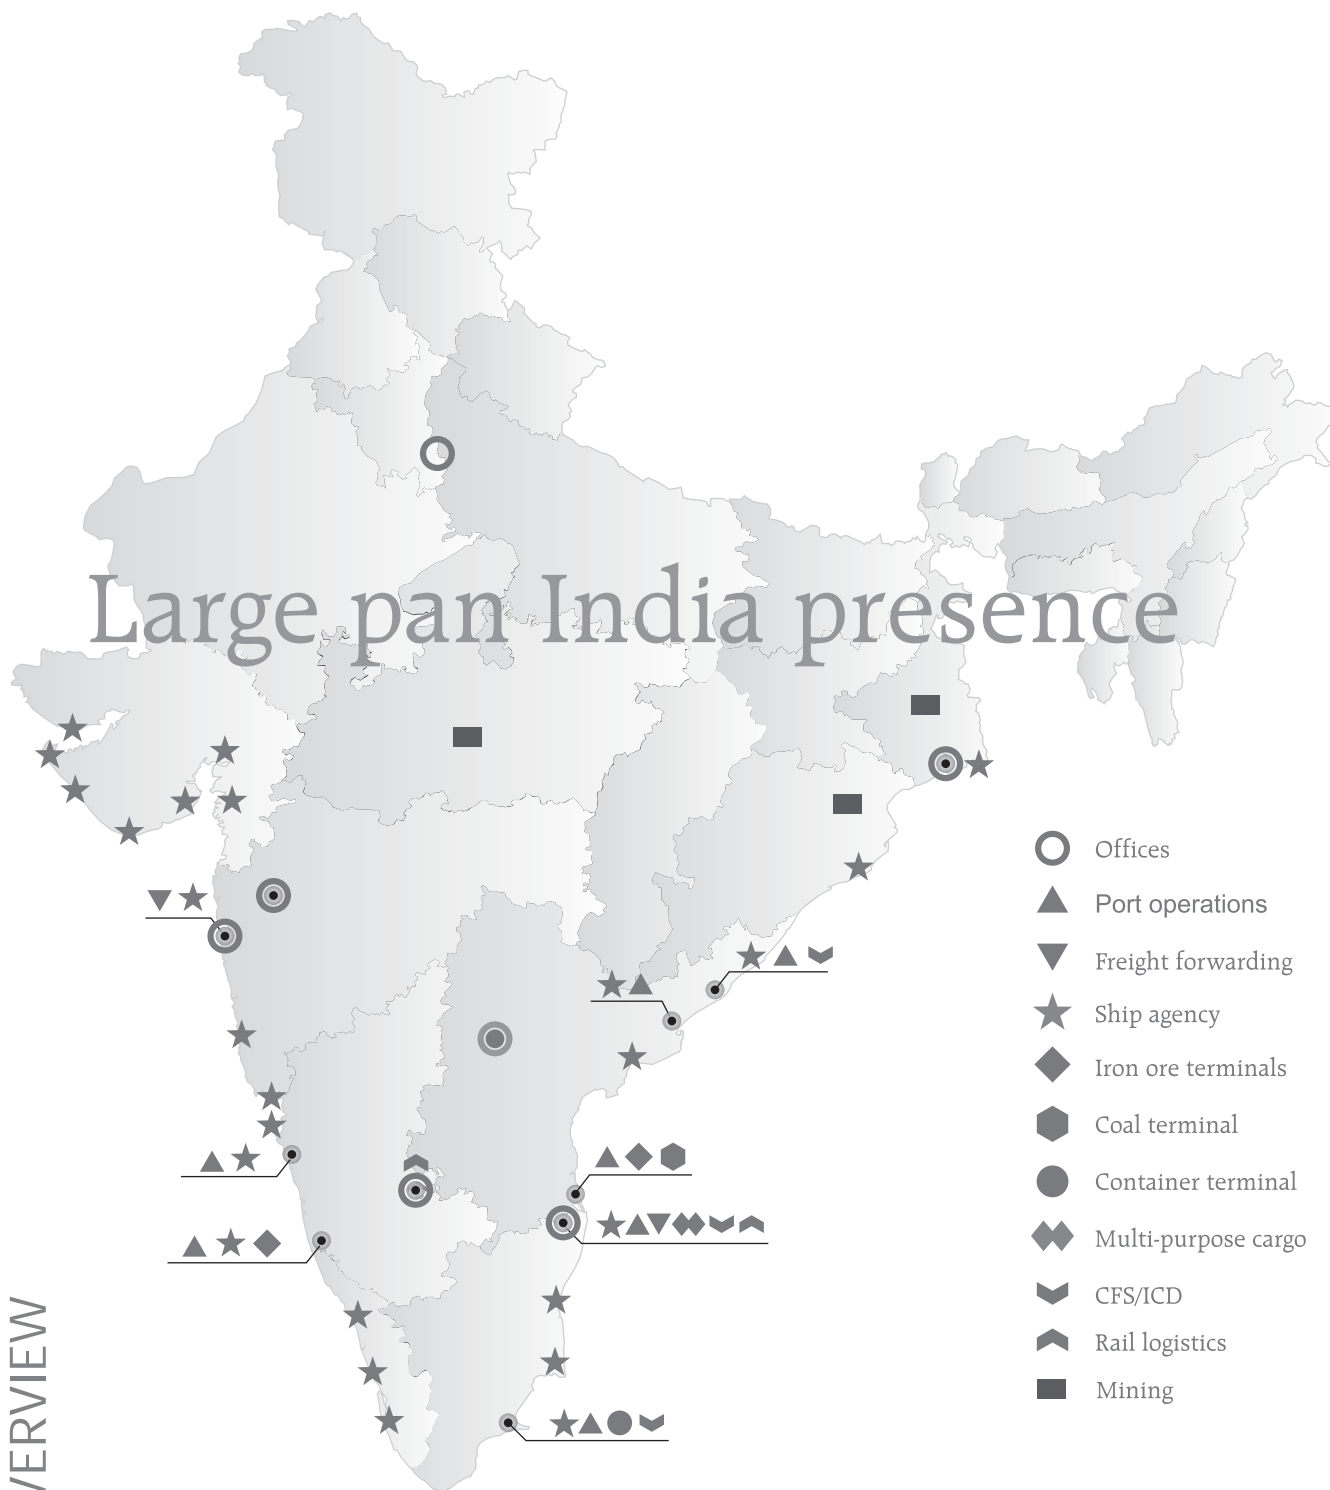 Large pan India presence
Offices
Port operations
Freight forwarding
Ship agency
Iron ore terminals
Coal terminal
Container terminal
Multi-purpose cargo
CFS/ICD
Rail logistics
Mining
VERVIEW